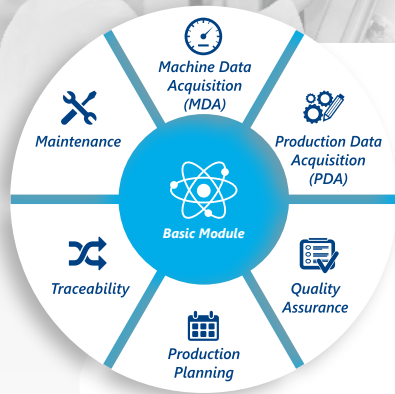 Machine Data
Acquisition
(MDA)
Production Data
Acquisition
(PDA)
Quality
Assurance
Production
Planning
Traceability
Maintenance
Basic Module